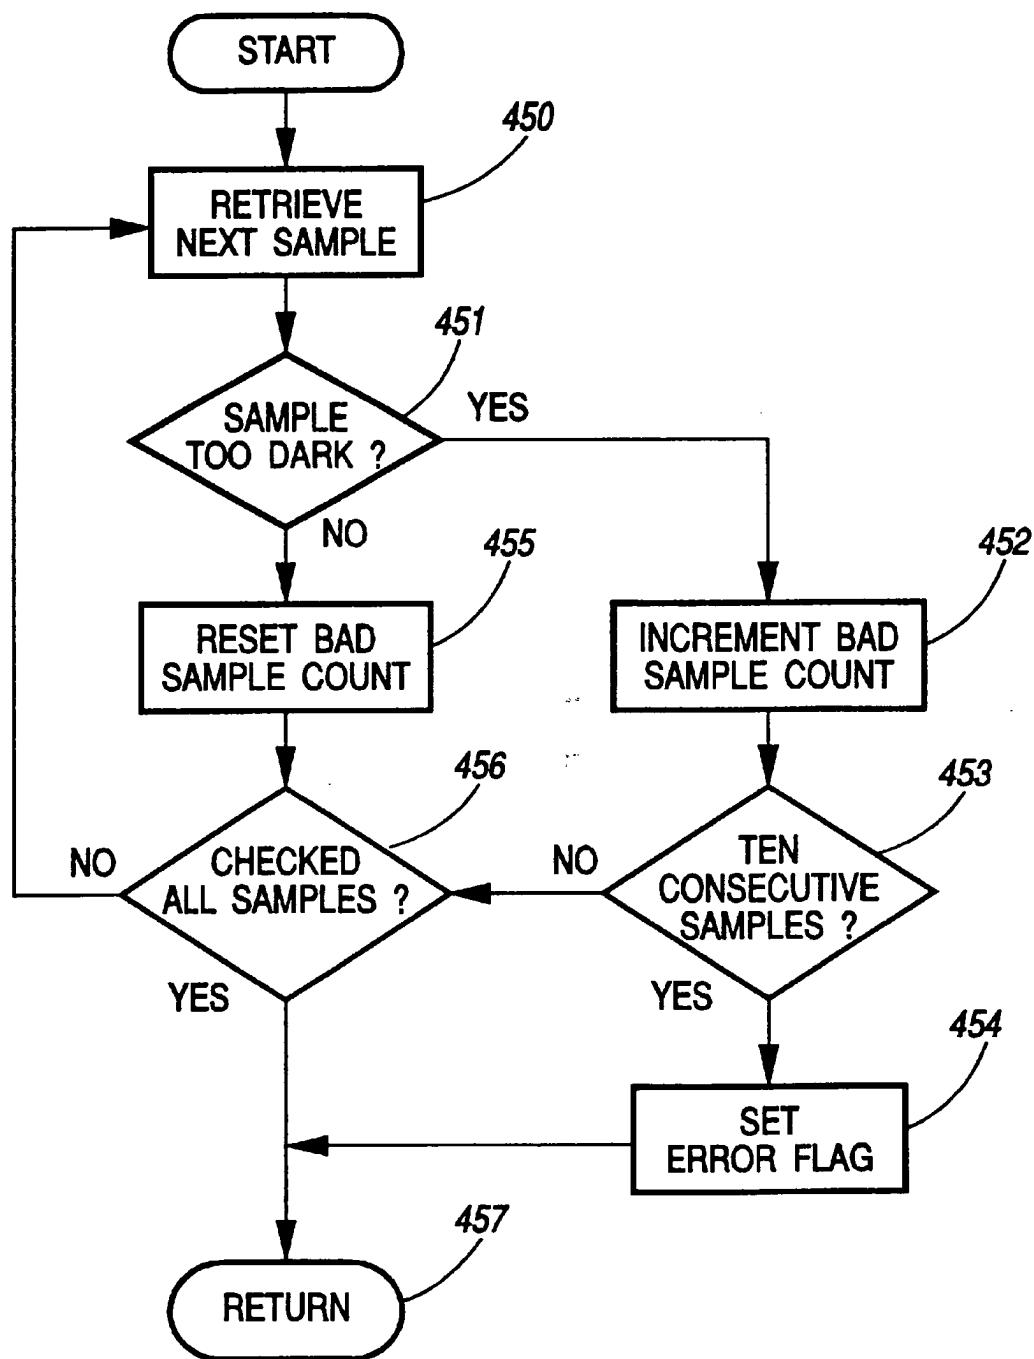 START
450
RETRIEVE
NEXT SAMPLE
451
SAMPLE
TOO DARK ?
YES
NO
455
452
RESET BAD
SAMPLE COUNT
INCREMENT BAD
SAMPLE COUNT
456
453
NO
CHECKED
ALL SAMPLES ?
NO
TEN
CONSECUTIVE
SAMPLES ?
YES
YES
454
SET
ERROR FLAG
457
RETURN